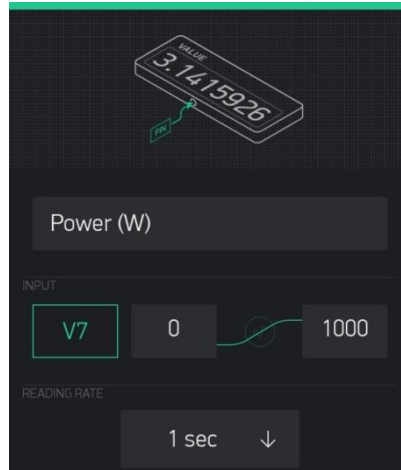 VALUE
3.1415926
PIN
Power (W)
INPUT
V7 0 1000
READING RATE
1 sec ↓